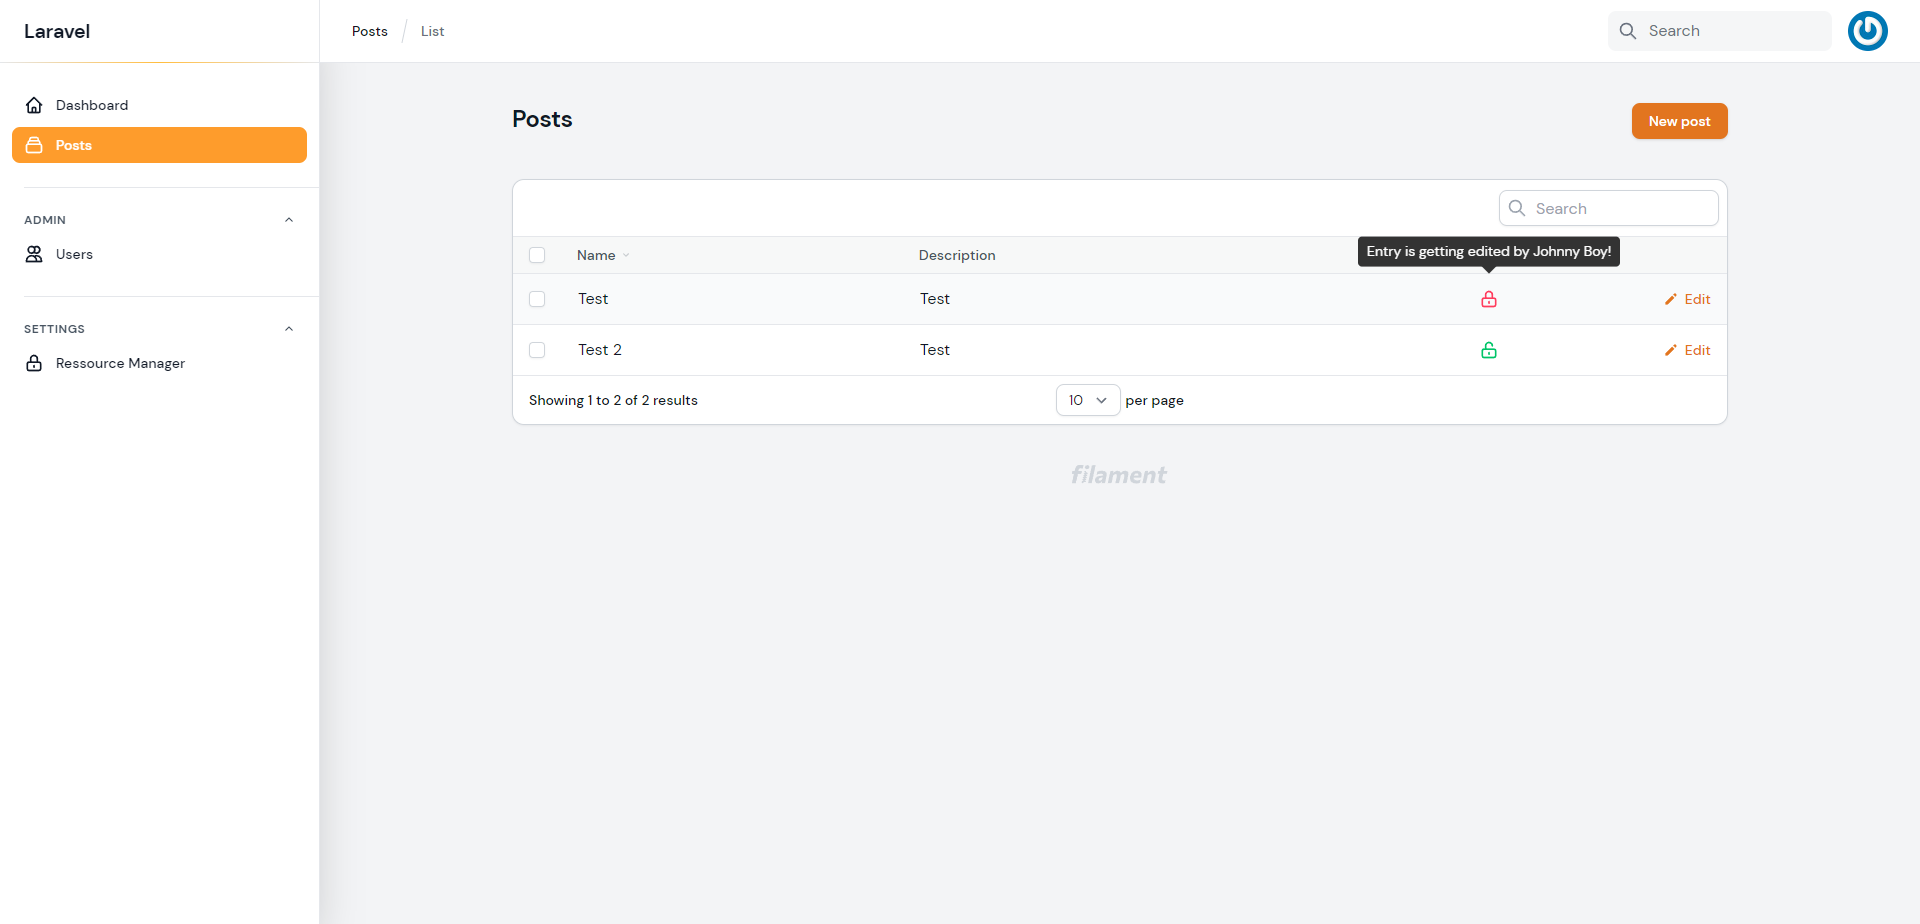 Laravel
Posts / List
Search
Dashboard
Posts
ADMIN
Users
SETTINGS
Ressource Manager
Posts
New post
Search
Name
Description
Entry is getting edited by Johnny Boy!
Test
Test
Edit
Test 2
Test
Edit
Showing 1 to 2 of 2 results
10
per page
filament